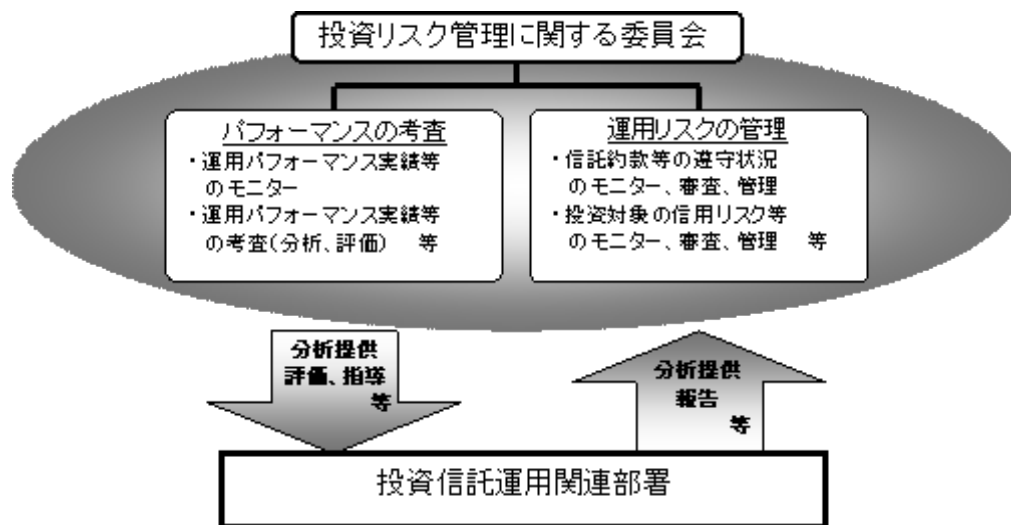 投資リスク管理に関する委員会
パフォーマンスの考査
・運用パフォーマンス実績等
のモニター
・運用パフォーマンス実績等
の考査(分析、評価) 等
運用リスクの管理
・信託約款等の遵守状況
のモニター、審査、管理
・投資対象の信用リスク等
のモニター、審査、管理 等
分析提供
評価、指導
等
分析提供
報告
等
投資信託運用関連部署